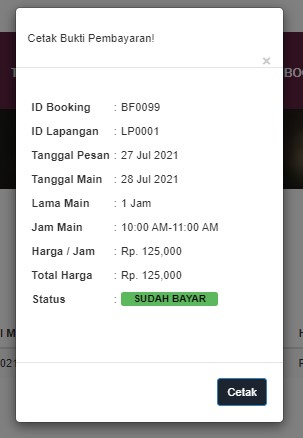 Cetak Bukti Pembayaran!
×
T
BO
ID Booking : BF0099
ID Lapangan : LP0001
Tanggal Pesan : 27 Jul 2021
Tanggal Main : 28 Jul 2021
Lama Main : 1 Jam
Jam Main : 10:00 AM-11:00 AM
Harga / Jam : Rp. 125,000
Total Harga : Rp. 125,000
Status : SUDAH BAYAR
l M
H
021
Cetak